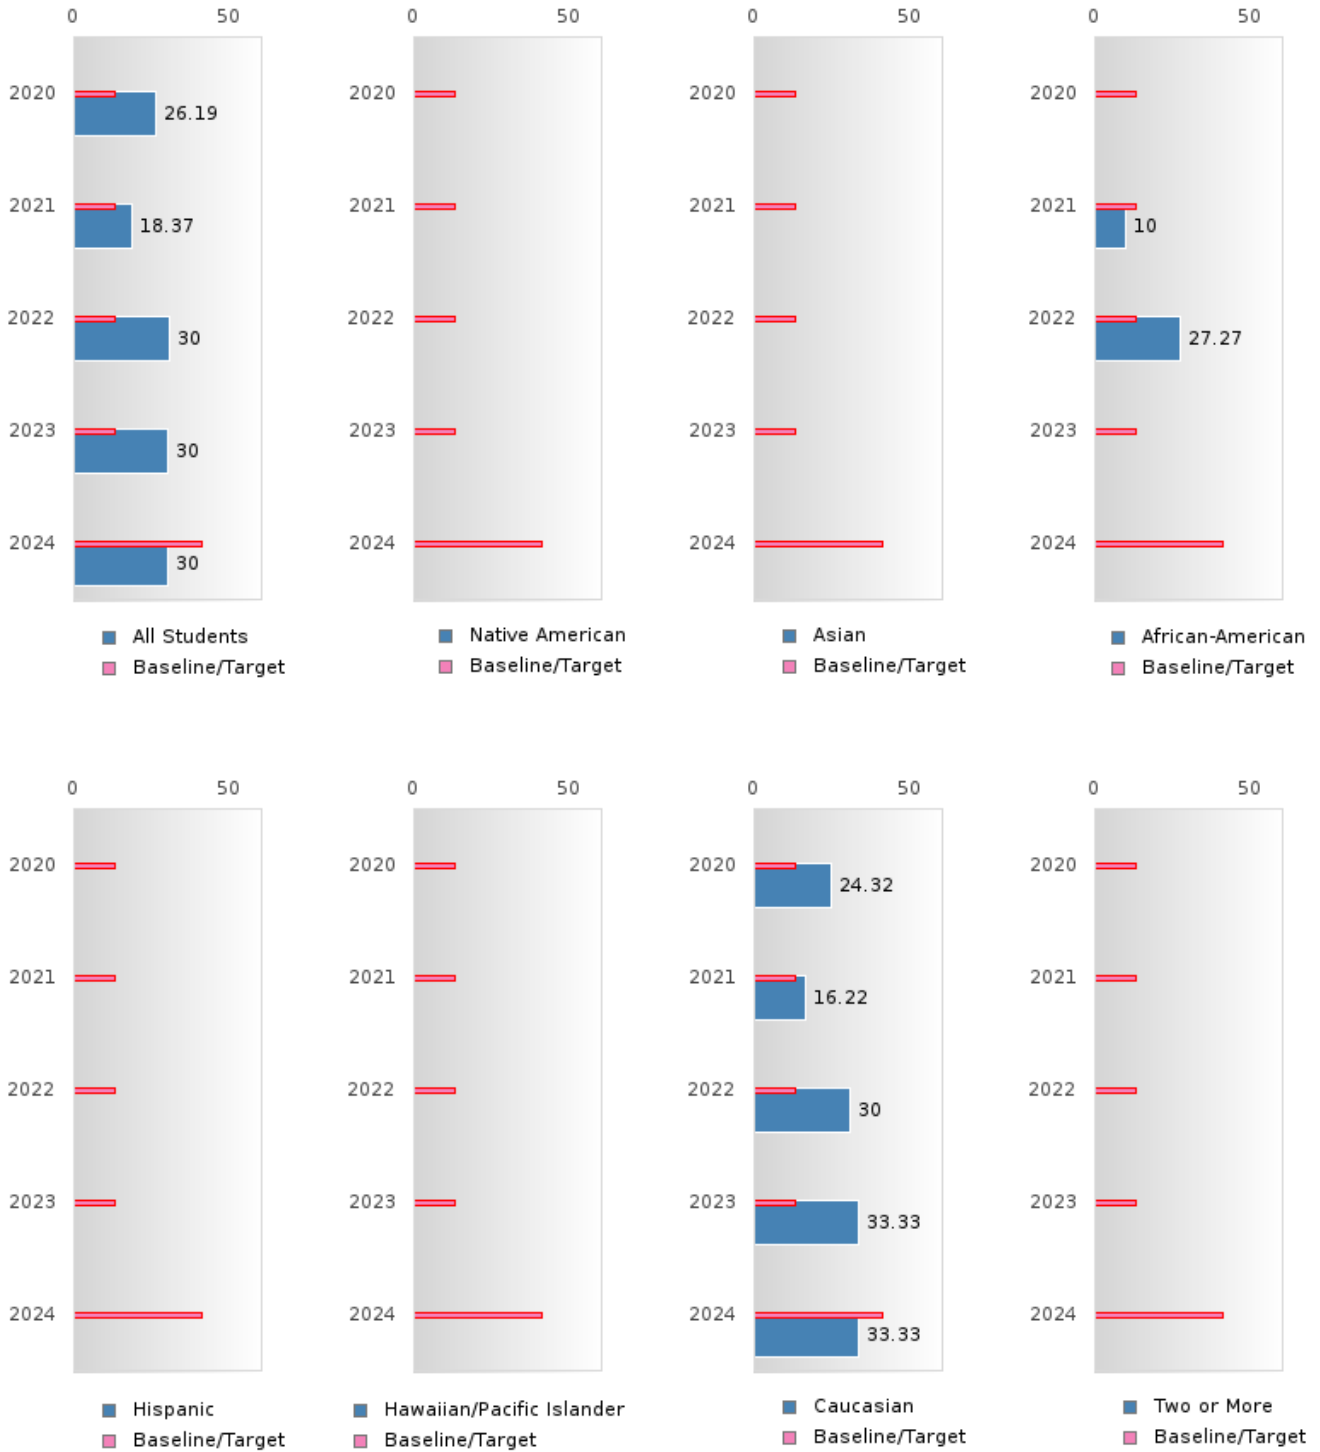 0 50 0 50 0 50 0 50
2020 26.19 2020 2020 2020
2021 18.37 2021 2021 2021 10
2022 30 2022 2022 2022 27.27
2023 30 2023 2023 2023
2024 30 2024 2024 2024
All Students Native American Asian African-American
Baseline/Target Baseline/Target Baseline/Target Baseline/Target
0 50 0 50 0 50 0 50
2020 2020 2020 24.32 2020
2021 2021 2021 16.22 2021
2022 2022 2022 30 2022
2023 2023 2023 33.33 2023
2024 2024 2024 33.33 2024
Hispanic Hawaiian/Pacific Islander Caucasian Two or More
Baseline/Target Baseline/Target Baseline/Target Baseline/Target